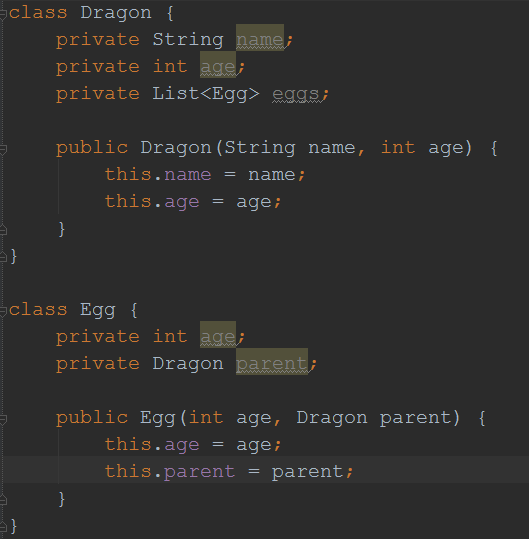 class Dragon {
    private String name;
    private int age;
    private List<Egg> eggs;

    public Dragon(String name, int age) {
        this.name = name;
        this.age = age;
    }
}

class Egg {
    private int age;
    private Dragon parent;

    public Egg(int age, Dragon parent) {
        this.age = age;
        this.parent = parent;
    }
}